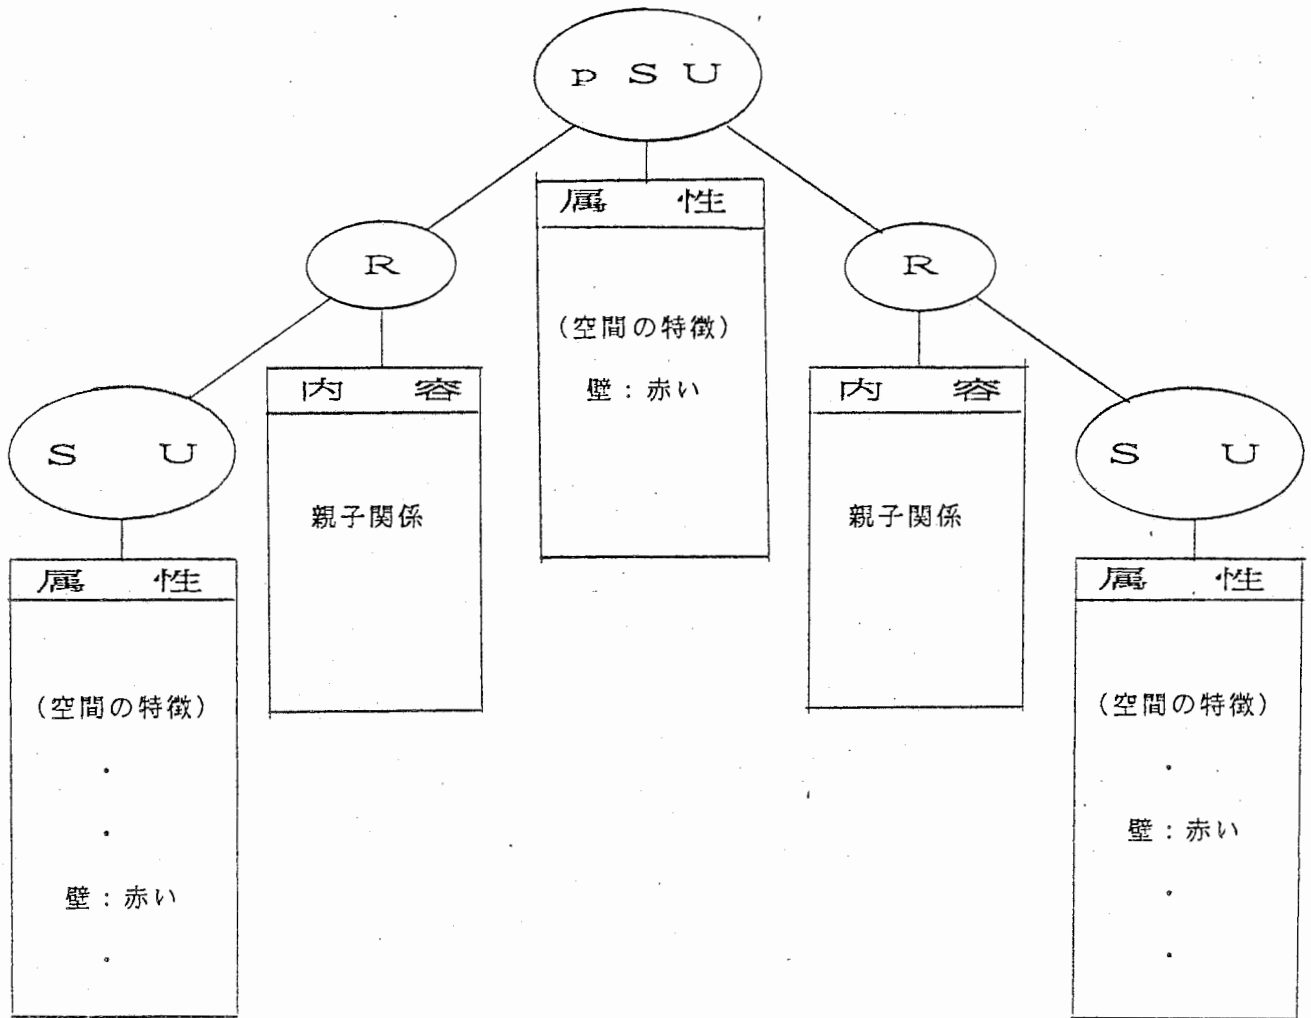 p S U
属 性
(空間の特徴)
壁:赤い
R
内 容
親子関係
R
内 容
親子関係
S U
属 性
(空間の特徴)
・
・
壁:赤い
・
S U
属 性
(空間の特徴)
・
壁:赤い
・
・